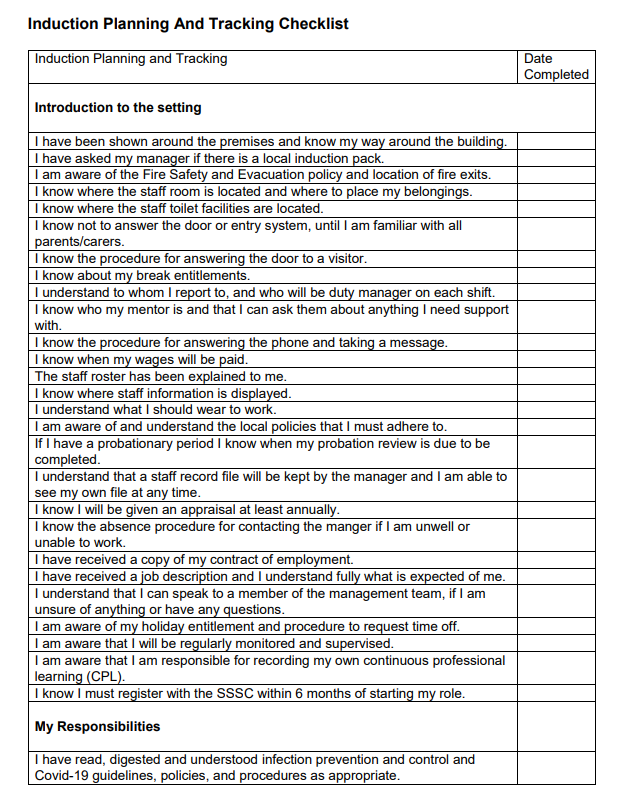 Induction Planning And Tracking Checklist
Induction Planning and Tracking
Date
Completed
Introduction to the setting
I have been shown around the premises and know my way around the building.
I have asked my manager if there is a local induction pack.
I am aware of the Fire Safety and Evacuation policy and location of fire exits.
I know where the staff room is located and where to place my belongings.
I know where the staff toilet facilities are located.
I know not to answer the door or entry system, until I am familiar with all
parents/carers.
I know the procedure for answering the door to a visitor.
I know about my break entitlements.
I understand to whom I report to, and who will be duty manager on each shift.
I know who my mentor is and that I can ask them about anything I need support
with.
I know the procedure for answering the phone and taking a message.
I know when my wages will be paid.
The staff roster has been explained to me.
I know where staff information is displayed.
I understand what I should wear to work.
I am aware of and understand the local policies that I must adhere to.
If I have a probationary period I know when my probation review is due to be
completed.
I understand that a staff record file will be kept by the manager and I am able to
see my own file at any time.
I know I will be given an appraisal at least annually.
I know the absence procedure for contacting the manger if I am unwell or
unable to work.
I have received a copy of my contract of employment.
I have received a job description and I understand fully what is expected of me.
I understand that I can speak to a member of the management team, if I am
unsure of anything or have any questions.
I am aware of my holiday entitlement and procedure to request time off.
I am aware that I will be regularly monitored and supervised.
I am aware that I am responsible for recording my own continuous professional
learning (CPL).
I know I must register with the SSSC within 6 months of starting my role.
My Responsibilities
I have read, digested and understood infection prevention and control and
Covid-19 guidelines, policies, and procedures as appropriate.